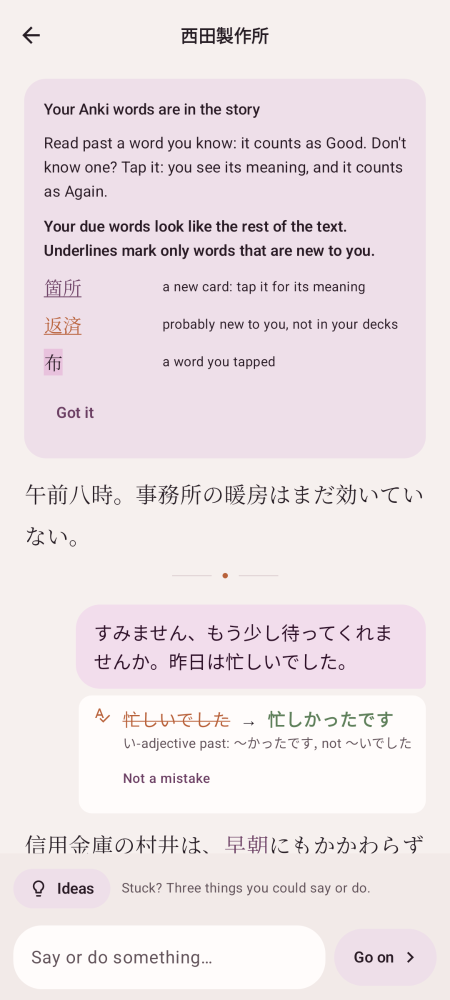 西田製作所
Your Anki words are in the story
Read past a word you know: it counts as Good. Don't
know one? Tap it: you see its meaning, and it counts
as Again.
Your due words look like the rest of the text.
Underlines mark only words that are new to you.
箇所 a new card: tap it for its meaning
返済 probably new to you, not in your decks
布 a word you tapped
Got it
午前八時。事務所の暖房はまだ効いてい
ない。
すみません、もう少し待ってくれま
せんか。昨日は忙しいでした。
忙しいでした → 忙しかったです
い-adjective past: 〜かったです, not 〜いでした
Not a mistake
信用金庫の村井は、早朝にもかかわらず
Ideas Stuck? Three things you could say or do.
Say or do something… Go on